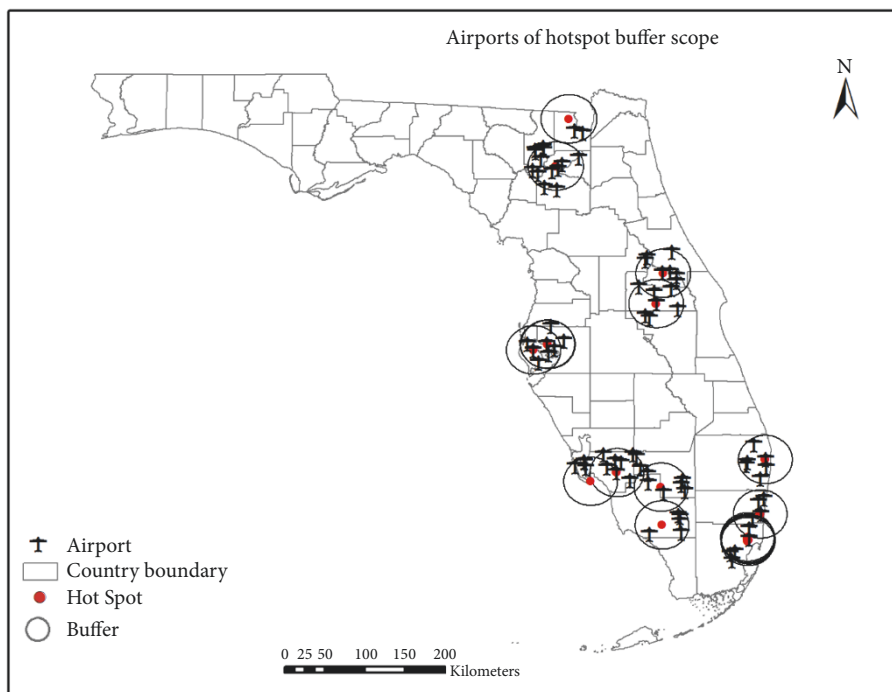 Airports of hotspot buffer scope
N
Airport
Country boundary
Hot Spot
Buffer
0 25 50 100 150 200
Kilometers